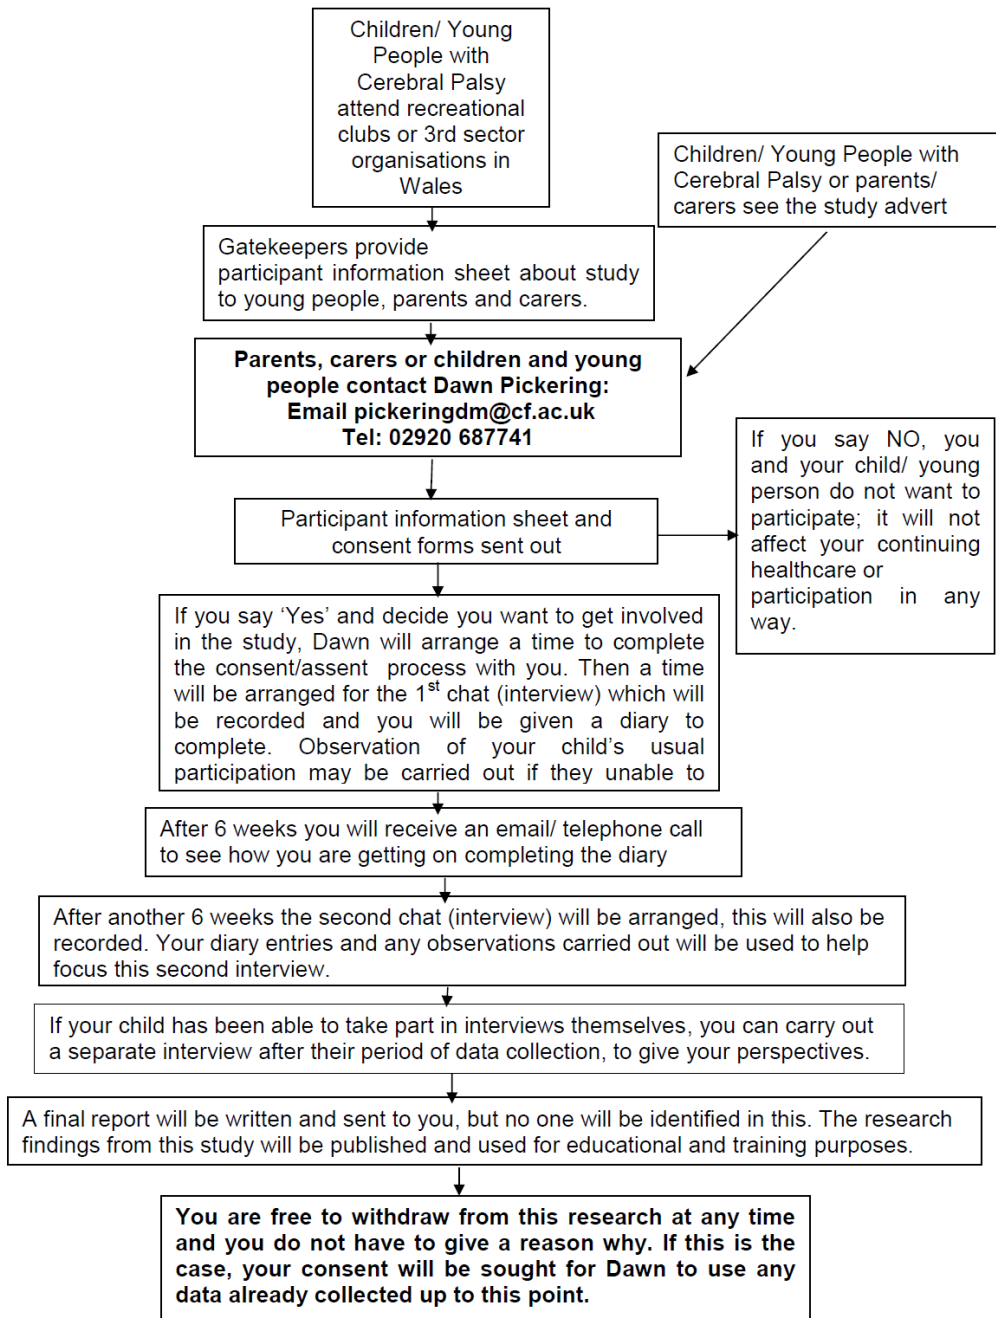 Children/ Young
People with
Cerebral Palsy
attend recreational
clubs or 3rd sector
organisations in
Wales
Children/ Young People with
Cerebral Palsy or parents/
carers see the study advert
Gatekeepers provide
participant information sheet about study
to young people, parents and carers.
Parents, carers or children and young
people contact Dawn Pickering:
Email pickeringdm@cf.ac.uk
Tel: 02920 687741
If you say NO, you
and your child/ young
person do not want to
participate; it will not
affect your continuing
healthcare or
participation in any
way.
Participant information sheet and
consent forms sent out
If you say ‘Yes’ and decide you want to get involved
in the study, Dawn will arrange a time to complete
the consent/assent process with you. Then a time
will be arranged for the 1st chat (interview) which will
be recorded and you will be given a diary to
complete. Observation of your child’s usual
participation may be carried out if they unable to
After 6 weeks you will receive an email/ telephone call
to see how you are getting on completing the diary
After another 6 weeks the second chat (interview) will be arranged, this will also be
recorded. Your diary entries and any observations carried out will be used to help
focus this second interview.
If your child has been able to take part in interviews themselves, you can carry out
a separate interview after their period of data collection, to give your perspectives.
A final report will be written and sent to you, but no one will be identified in this. The research
findings from this study will be published and used for educational and training purposes.
You are free to withdraw from this research at any time
and you do not have to give a reason why. If this is the
case, your consent will be sought for Dawn to use any
data already collected up to this point.